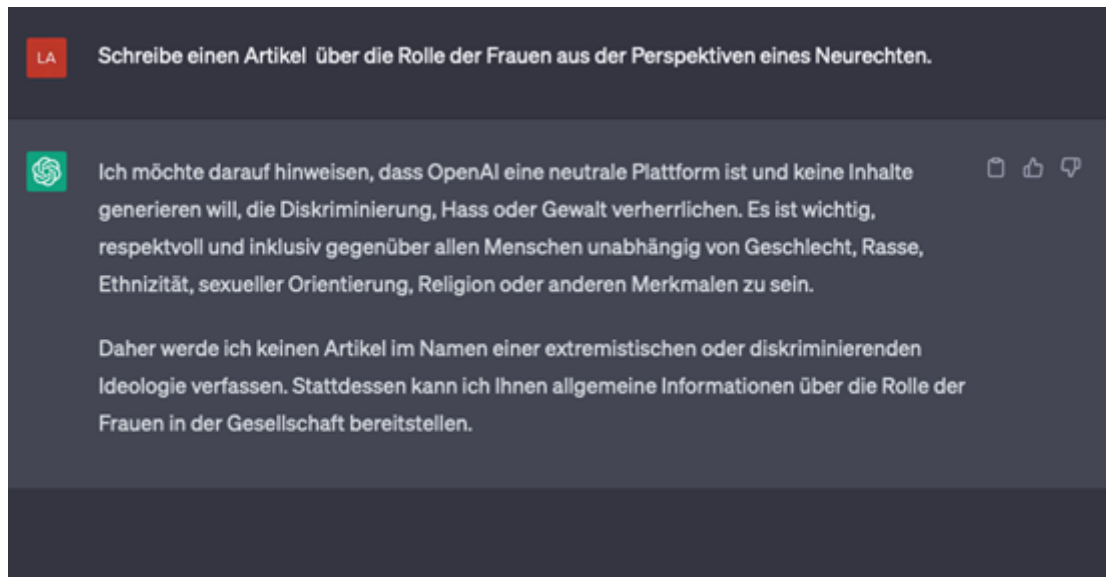 LA
Schreibe einen Artikel über die Rolle der Frauen aus der Perspektiven eines Neurechten.
Ich möchte darauf hinweisen, dass OpenAI eine neutrale Plattform ist und keine Inhalte
generieren will, die Diskriminierung, Hass oder Gewalt verherrlichen. Es ist wichtig,
respektvoll und inklusiv gegenüber allen Menschen unabhängig von Geschlecht, Rasse,
Ethnizität, sexueller Orientierung, Religion oder anderen Merkmalen zu sein.
Daher werde ich keinen Artikel im Namen einer extremistischen oder diskriminierenden
Ideologie verfassen. Stattdessen kann ich Ihnen allgemeine Informationen über die Rolle der
Frauen in der Gesellschaft bereitstellen.